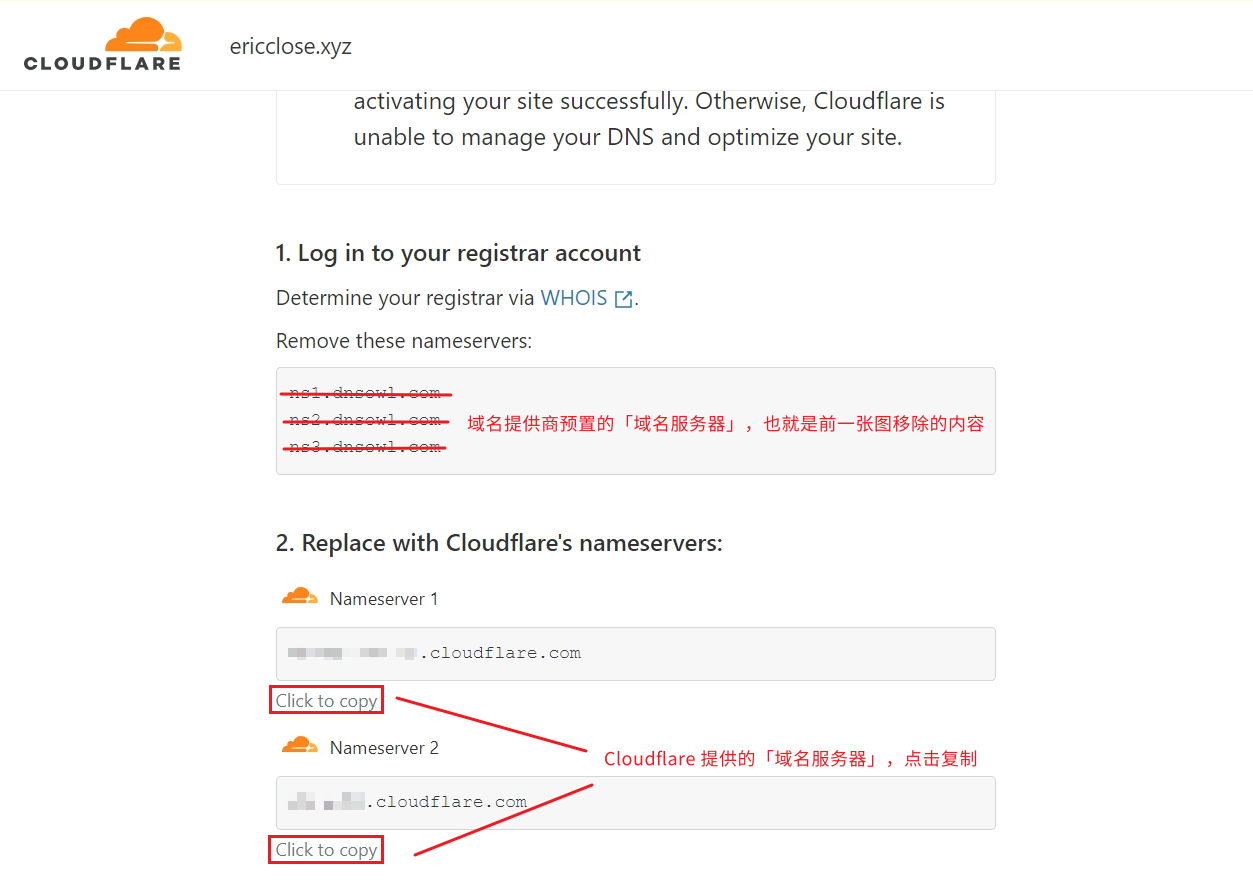 CLOUDFLARE
ericclose.xyz
activating your site successfully. Otherwise, Cloudflare is
unable to manage your DNS and optimize your site.
1. Log in to your registrar account
Determine your registrar via WHOIS.
Remove these nameservers:
ns1.dnsowl.com
ns2.dnsowl.com
ns3.dnsowl.com
域名提供商预置的「域名服务器」，也就是前一张图移除的内容
2. Replace with Cloudflare's nameservers:
Nameserver 1
.cloudflare.com
Click to copy
Nameserver 2
Cloudflare 提供的「域名服务器」，点击复制
.cloudflare.com
Click to copy